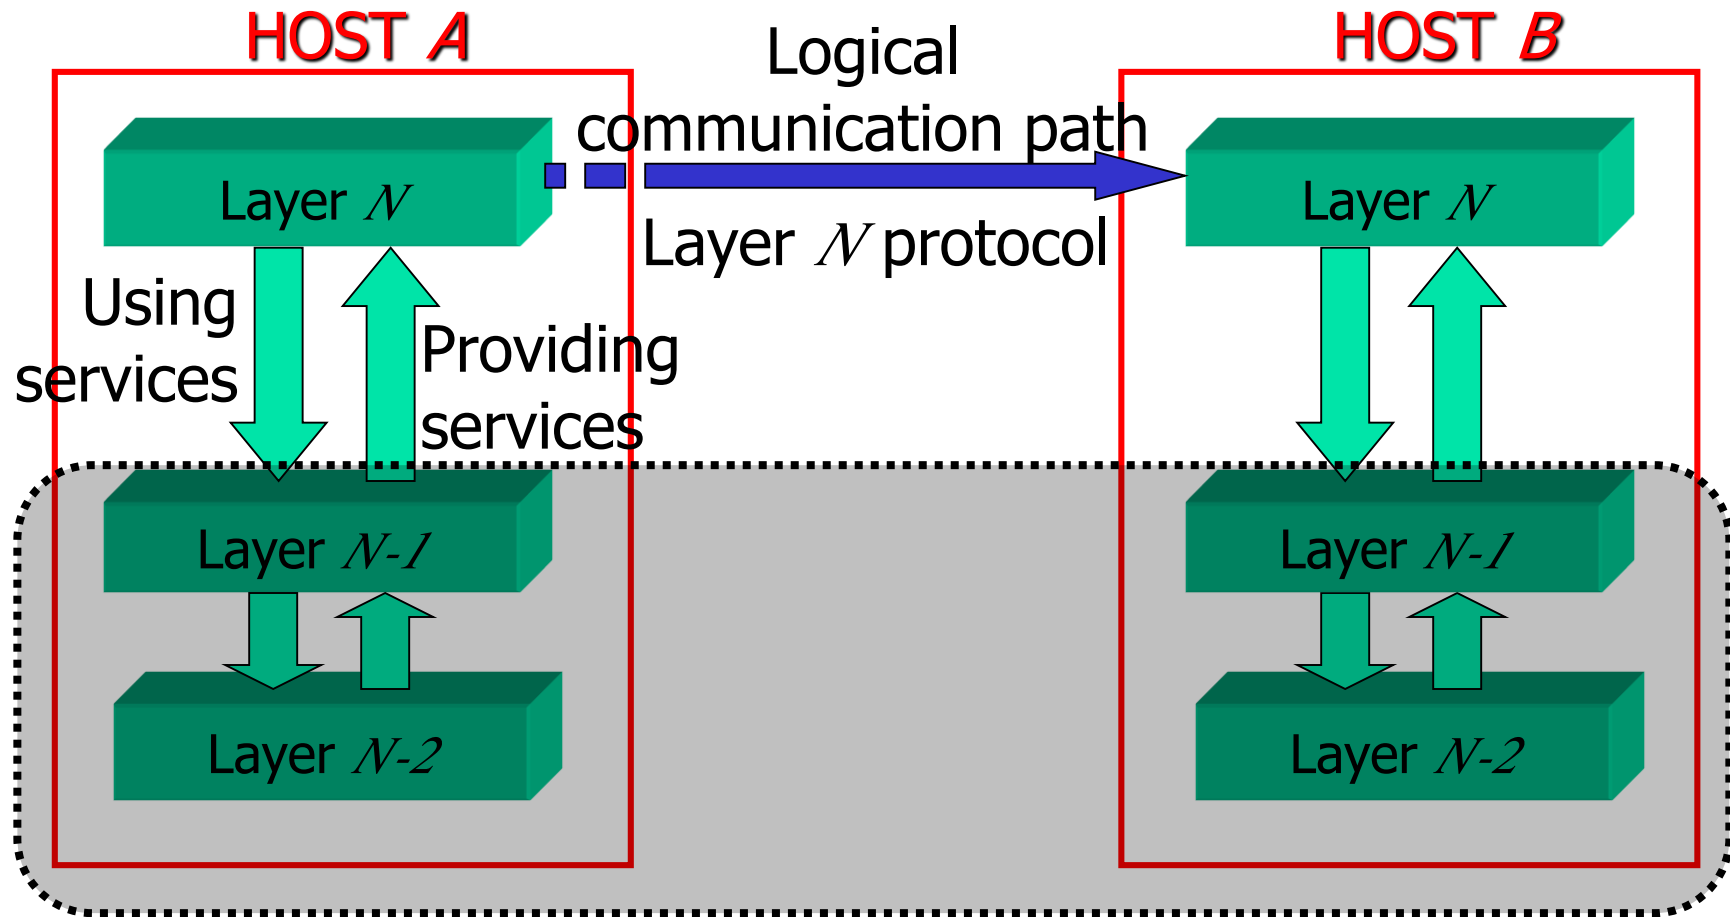 HOST A
HOST B
Logical
communication path
Layer N
Layer N
Layer N protocol
Using
services
Providing
services
Layer N-1
Layer N-1
Layer N-2
Layer N-2